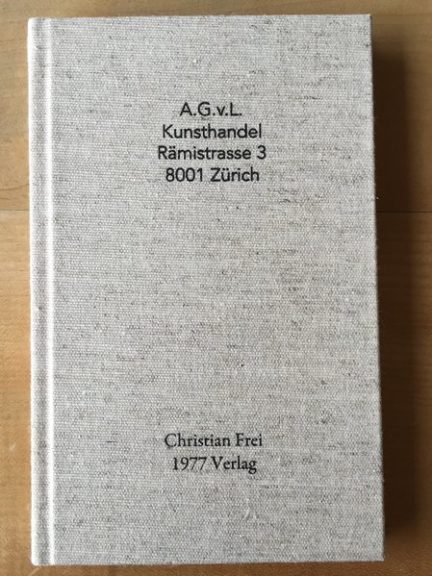 A.G.v.L.
Kunsthandel
Rämistrasse 3
8001 Zürich
Christian Frei
1977 Verlag